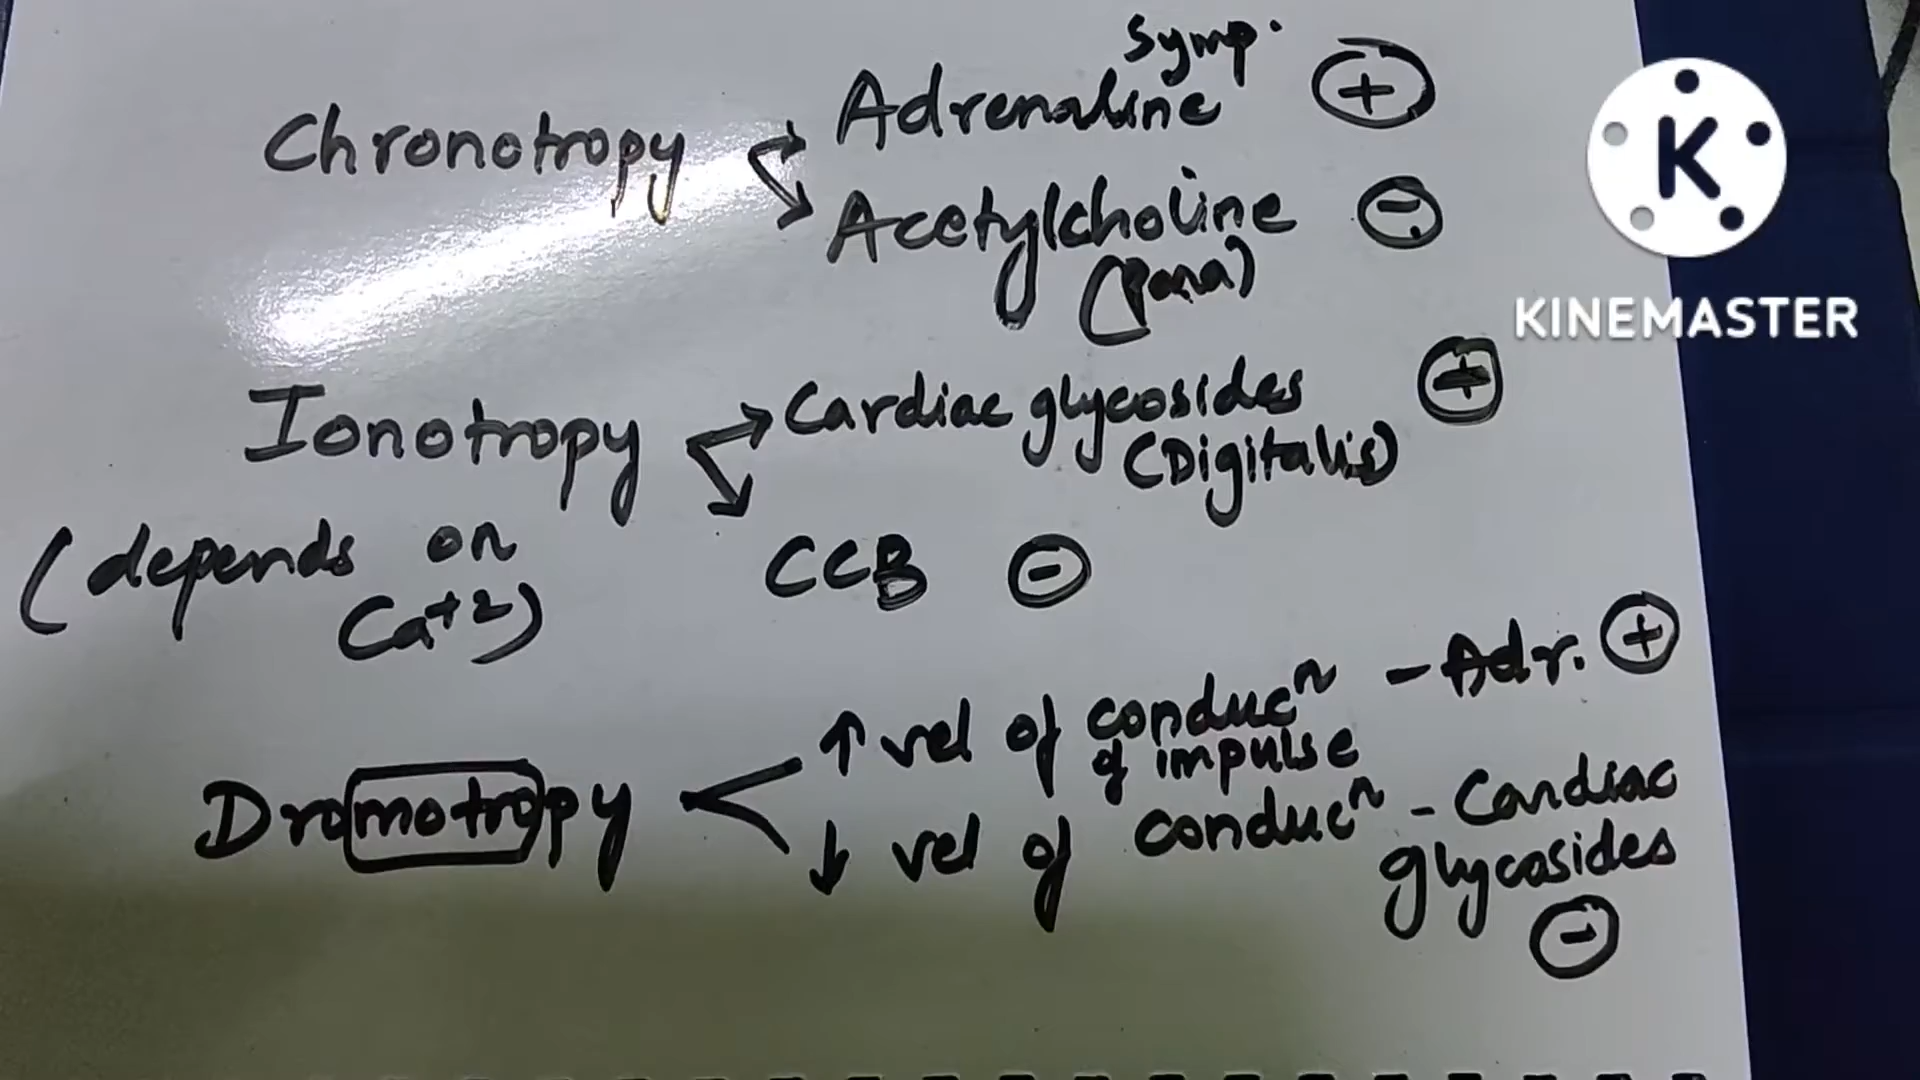 Symp.
Chronotropy Adrenaline +
Acetylcholine -
(para)
Ionotropy Cardiac glycosides +
(Digitalis)
(depends on
Ca+2)
CCB -
↑ vel of conducⁿ - Adr. +
of impulse
Dromotropy
↓ vel of conducⁿ - Cardiac
glycosides
-
K
KINEMASTER